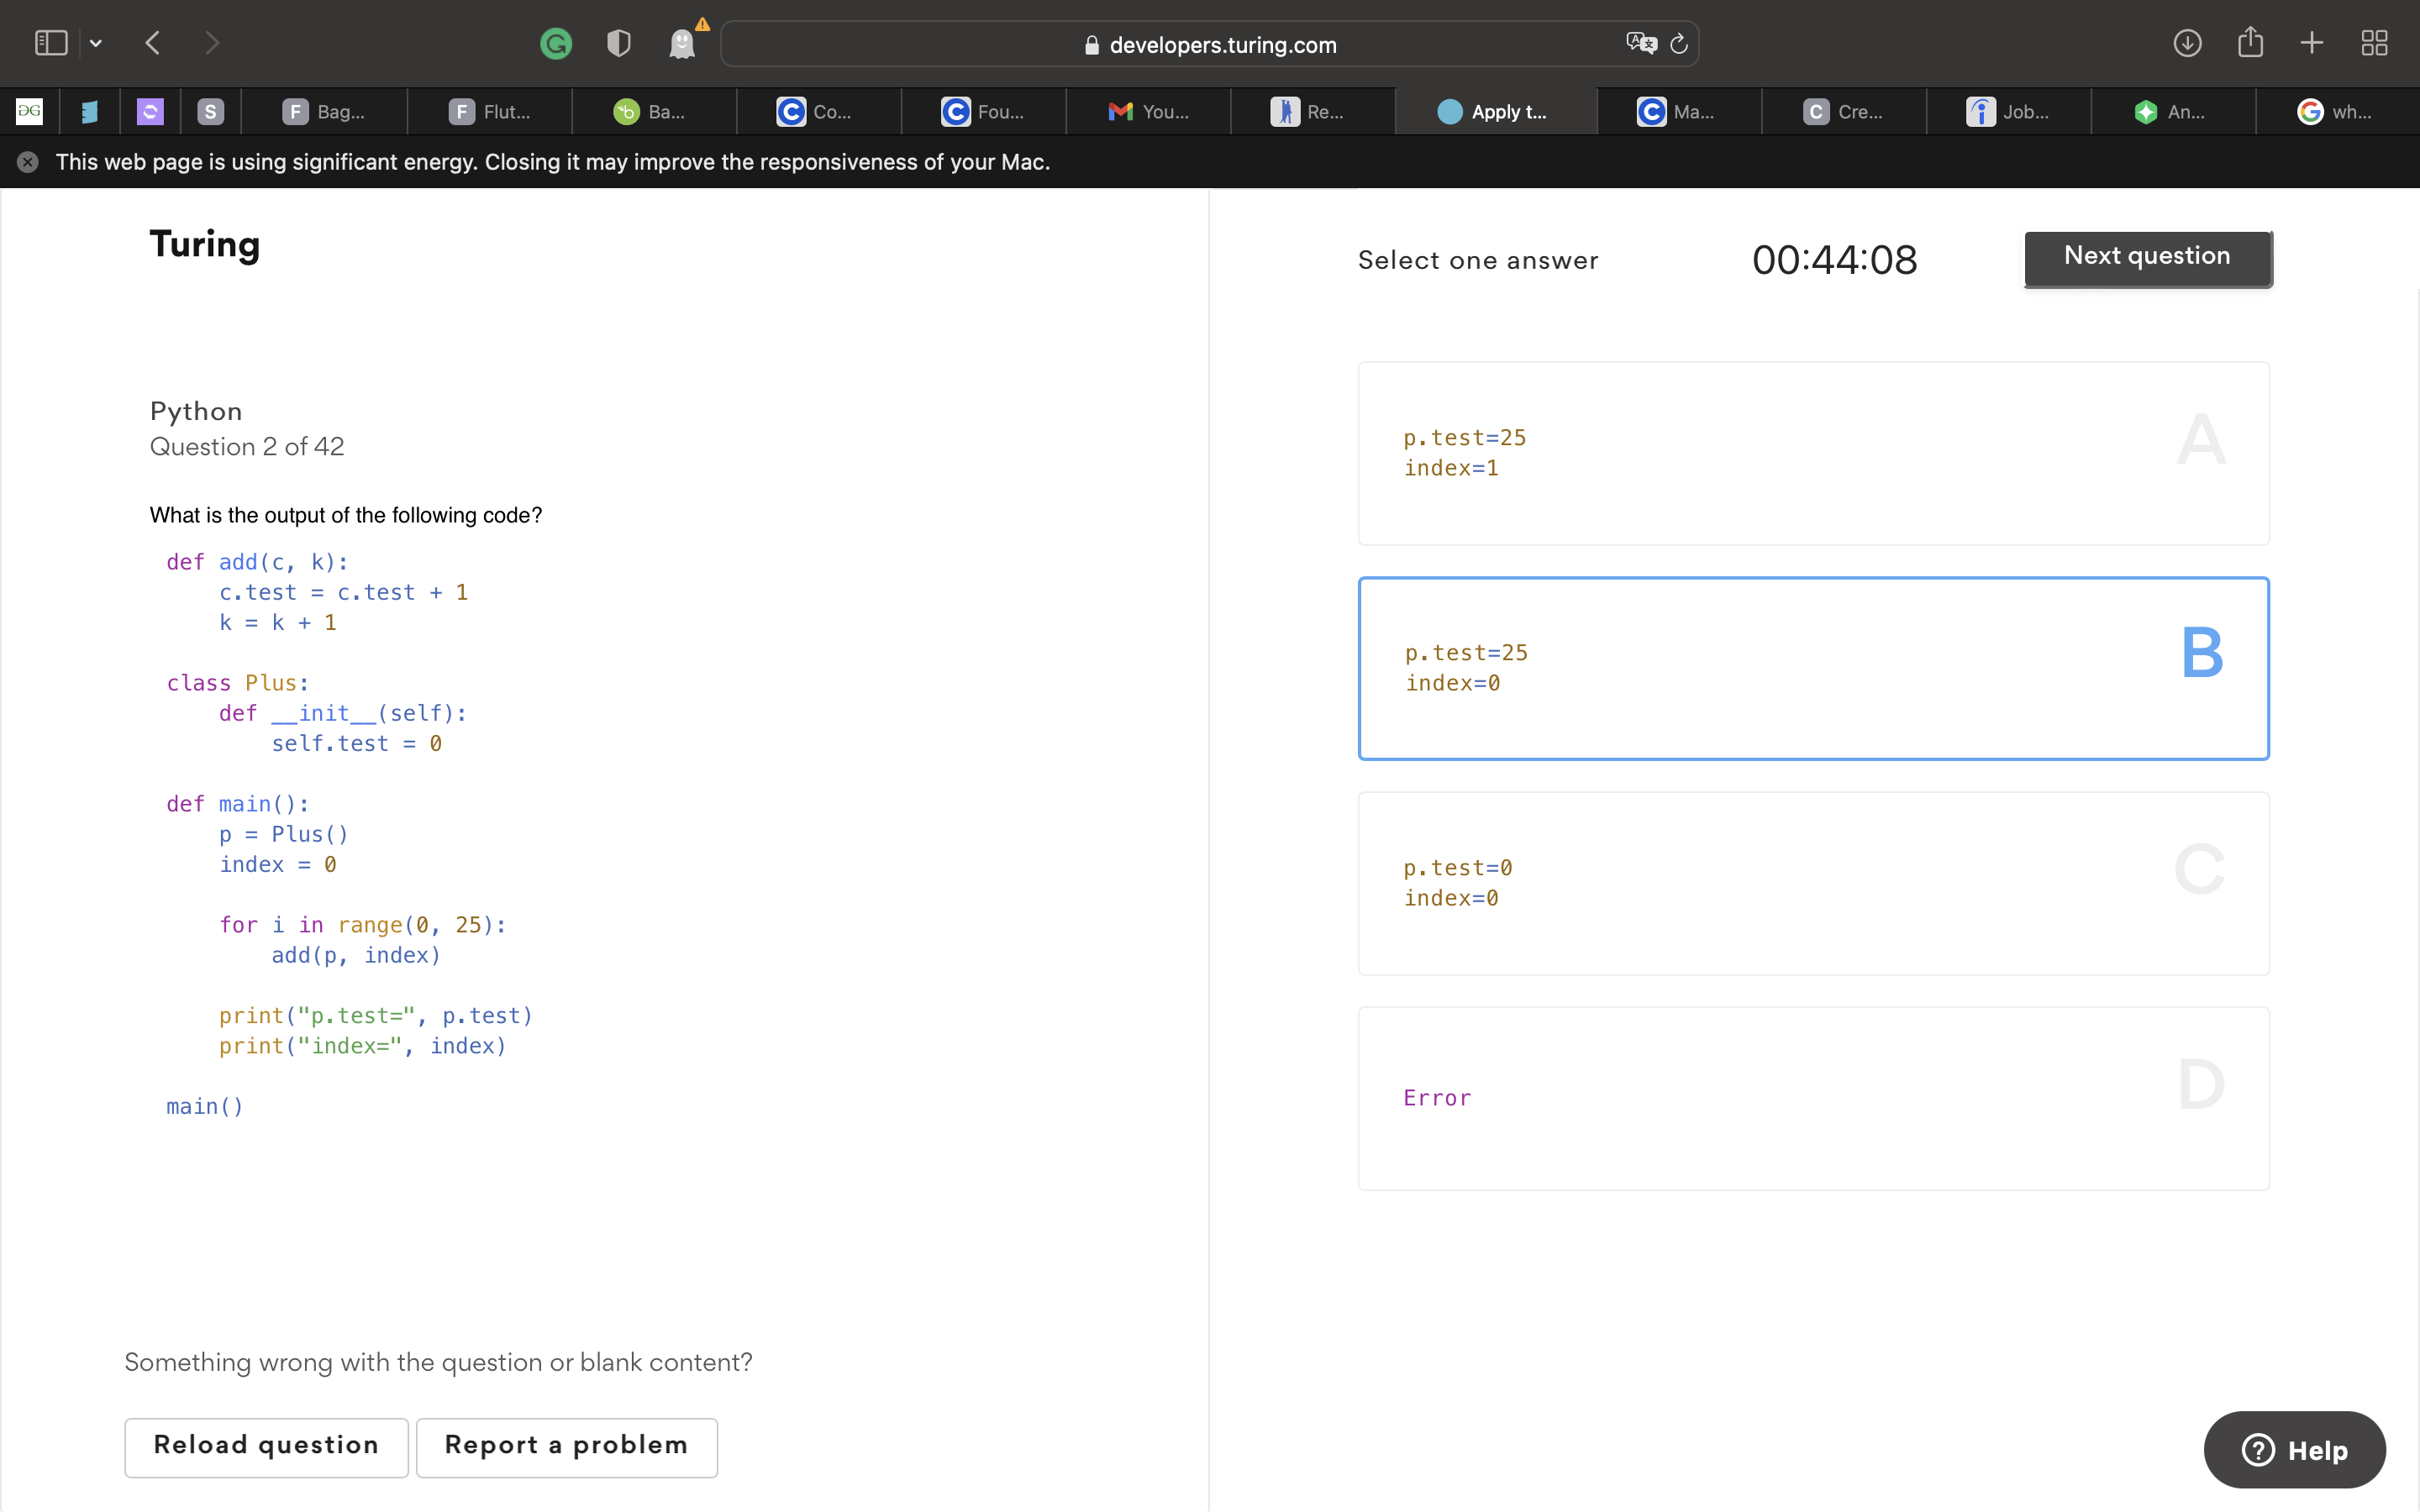 developers.turing.com
S
F Bag...
F Flut...
Ba...
Co...
Fou...
You...
Re...
Apply t...
Ma...
C Cre...
Job...
An...
wh...
This web page is using significant energy. Closing it may improve the responsiveness of your Mac.
Turing
Select one answer
00:44:08
Next question
Python
Question 2 of 42
What is the output of the following code?
def add(c, k):
    c.test = c.test + 1
    k = k + 1
class Plus:
    def __init__(self):
        self.test = 0
def main():
    p = Plus()
    index = 0
    for i in range(0, 25):
        add(p, index)
    print("p.test=", p.test)
    print("index=", index)
main()
A
p.test=25
index=1
B
p.test=25
index=0
C
p.test=0
index=0
D
Error
Something wrong with the question or blank content?
Reload question
Report a problem
? Help